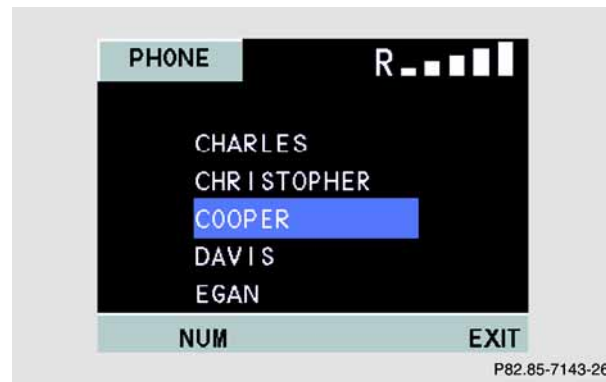 PHONE R
CHARLES
CHRISTOPHER
COOPER
DAVIS
EGAN
NUM EXIT
P82.85-7143-26